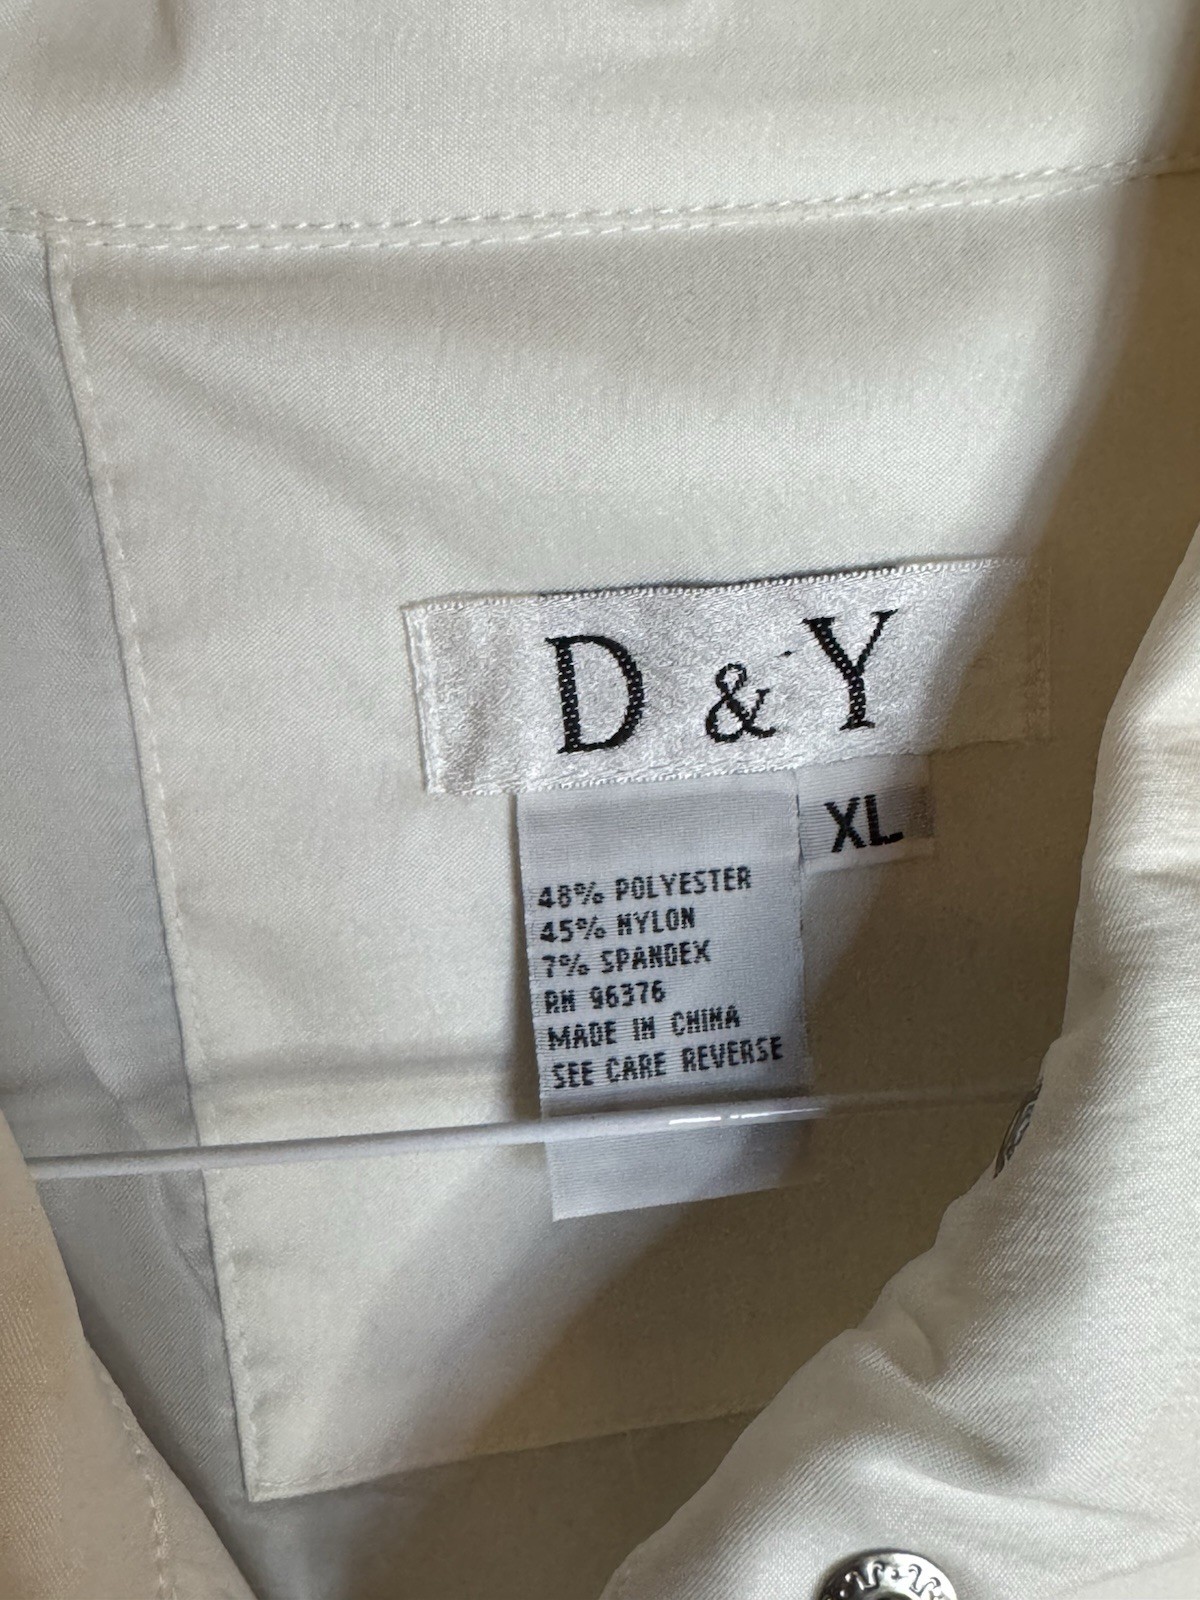 D & Y
XL
48% POLYESTER
45% NYLON
7% SPANDEX
RN 96376
MADE IN CHINA
SEE CARE REVERSE